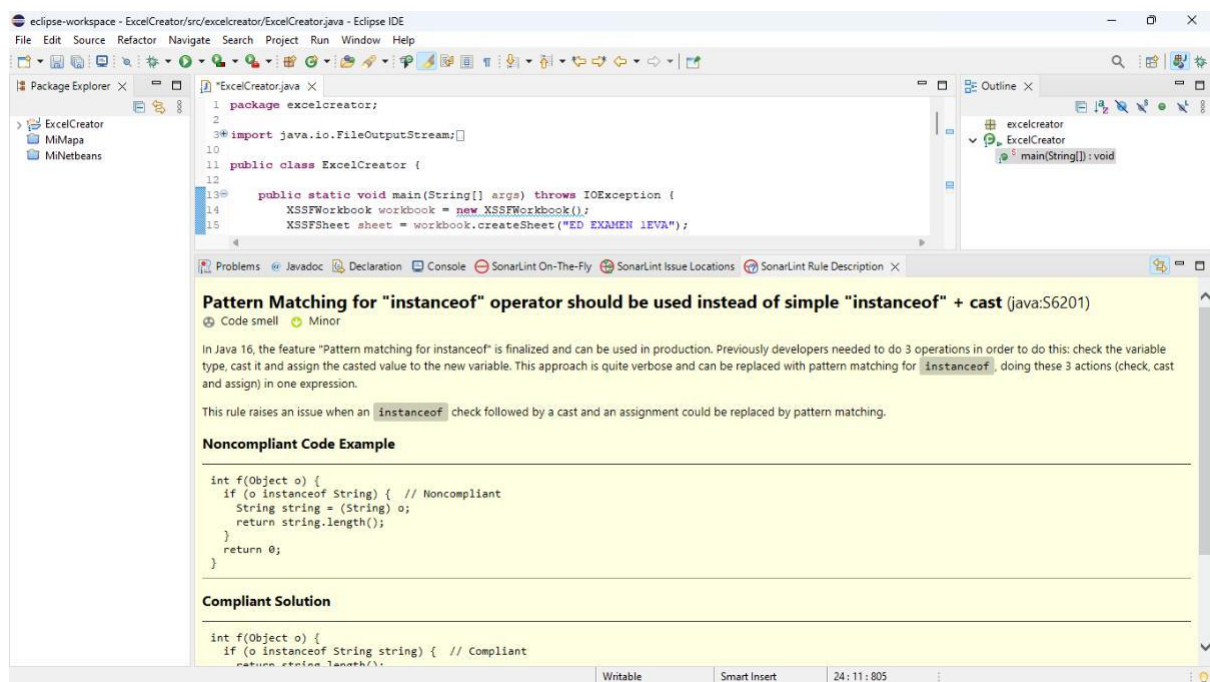 eclipse-workspace - ExcelCreator/src/excelcreator/ExcelCreator.java - Eclipse IDE
File Edit Source Refactor Navigate Search Project Run Window Help
Package Explorer
ExcelCreator
MiMapa
MiNetbeans
*ExcelCreator.java
1 package excelcreator;
2
3 import java.io.FileOutputStream;
10
11 public class ExcelCreator {
12
13 public static void main(String[] args) throws IOException {
14 XSSFWorkbook workbook = new XSSFWorkbook();
15 XSSFSheet sheet = workbook.createSheet("ED EXAMEN 1EVA");
Outline
excelcreator
ExcelCreator
main(String[]) : void
Problems Javadoc Declaration Console SonarLint On-The-Fly SonarLint Issue Locations SonarLint Rule Description
Pattern Matching for "instanceof" operator should be used instead of simple "instanceof" + cast (java:S6201)
Code smell Minor
In Java 16, the feature "Pattern matching for instanceof" is finalized and can be used in production. Previously developers needed to do 3 operations in order to do this: check the variable
type, cast it and assign the casted value to the new variable. This approach is quite verbose and can be replaced with pattern matching for instanceof, doing these 3 actions (check, cast
and assign) in one expression.
This rule raises an issue when an instanceof check followed by a cast and an assignment could be replaced by pattern matching.
Noncompliant Code Example
int f(Object o) {
if (o instanceof String) { // Noncompliant
String string = (String) o;
return string.length();
}
return 0;
}
Compliant Solution
int f(Object o) {
if (o instanceof String string) { // Compliant
return string.length();
Writable Smart Insert 24 : 11 : 805